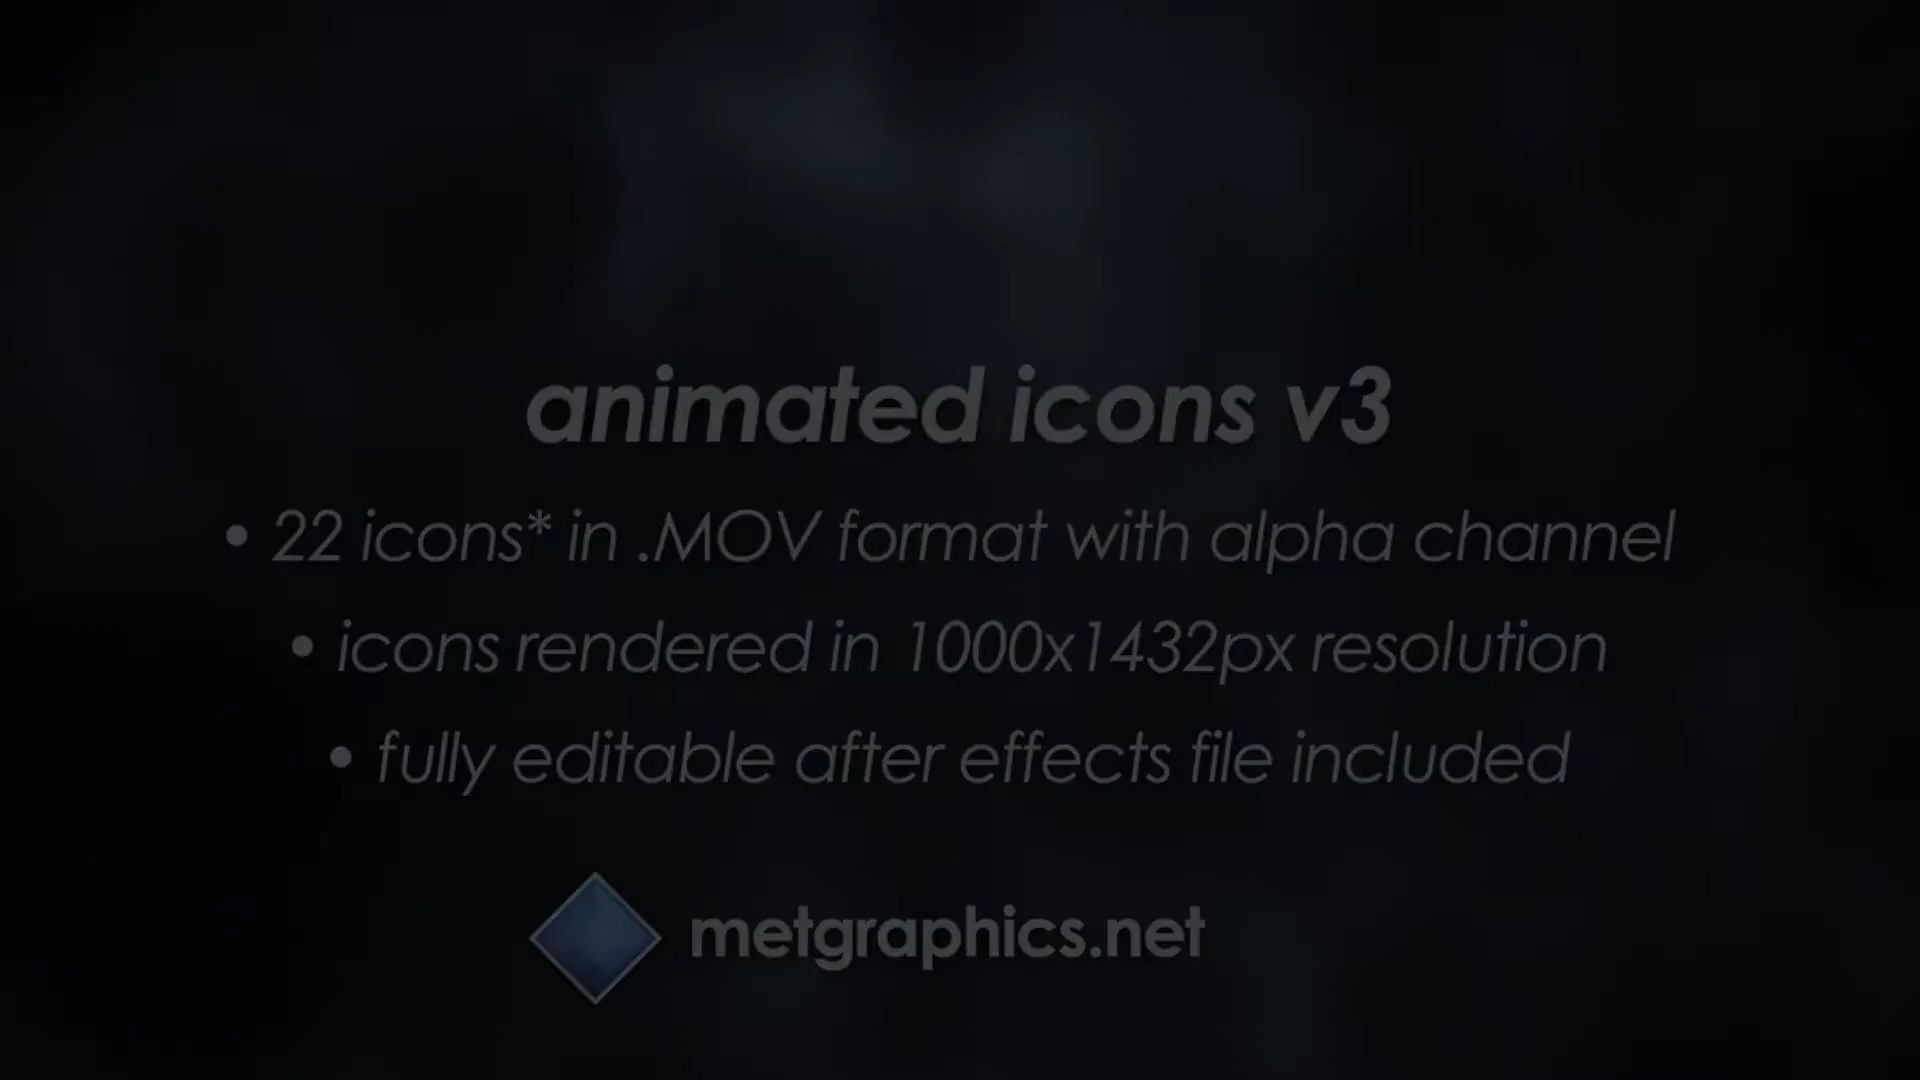 animated icons v3
• 22 icons* in .MOV format with alpha channel
• icons rendered in 1000x1432px resolution
• fully editable after effects file included
metgraphics.net